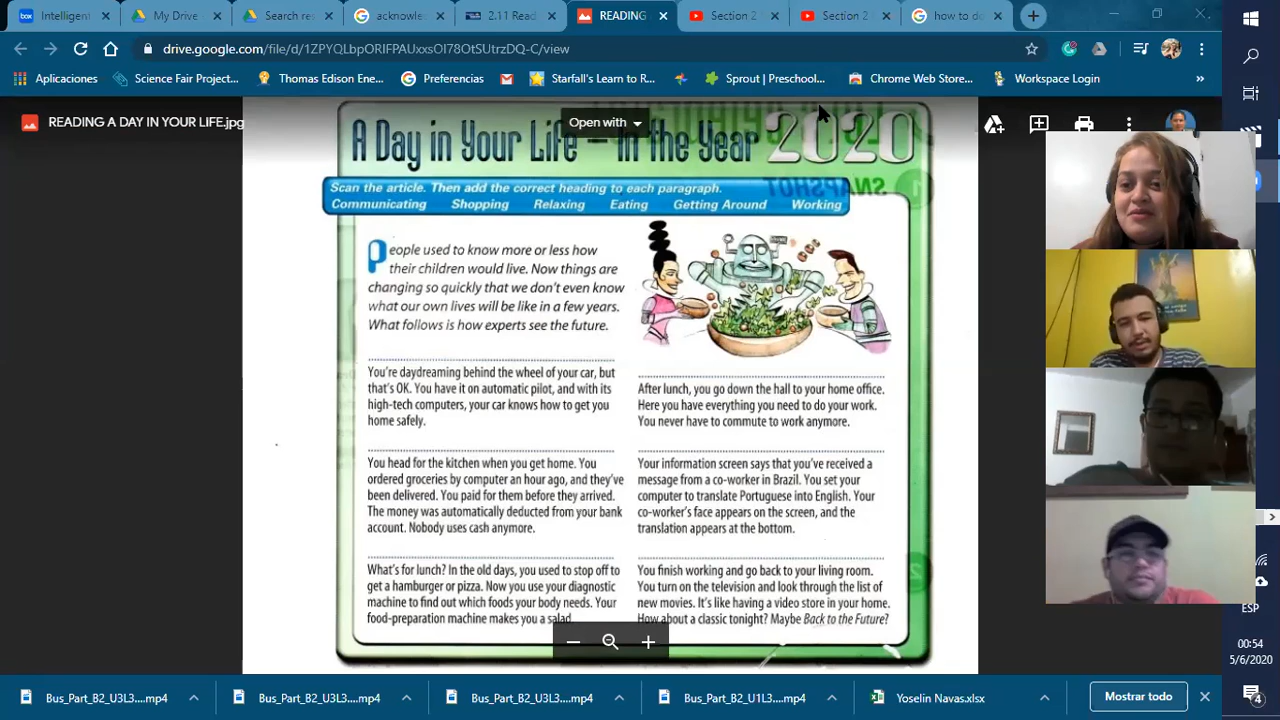 Intelligent
My Drive -
Search res
acknowle
2.11 Read
READING
Section 2
Section 2
how to do
drive.google.com/file/d/1ZPYQLbpORIFPAUxxsOI78OtSUtrzDQ-C/view
Aplicaciones
Science Fair Project...
Thomas Edison Ene...
Preferencias
Starfall's Learn to R...
Sprout | Preschool...
Chrome Web Store...
Workspace Login
»
READING A DAY IN YOUR LIFE.jpg
Open with
A Day in Your Life – In the Year 2020
Scan the article. Then add the correct heading to each paragraph.
Communicating Shopping Relaxing Eating Getting Around Working
SNAPSHOT
1
People used to know more or less how
their children would live. Now things are
changing so quickly that we don't even know
what our own lives will be like in a few years.
What follows is how experts see the future.
You're daydreaming behind the wheel of your car, but
that's OK. You have it on automatic pilot, and with its
high-tech computers, your car knows how to get you
home safely.
You head for the kitchen when you get home. You
ordered groceries by computer an hour ago, and they've
been delivered. You paid for them before they arrived.
The money was automatically deducted from your bank
account. Nobody uses cash anymore.
What's for lunch? In the old days, you used to stop off to
get a hamburger or pizza. Now you use your diagnostic
machine to find out which foods your body needs. Your
food-preparation machine makes you a salad.
After lunch, you go down the hall to your home office.
Here you have everything you need to do your work.
You never have to commute to work anymore.
Your information screen says that you've received a
message from a co-worker in Brazil. You set your
computer to translate Portuguese into English. Your
co-worker's face appears on the screen, and the
translation appears at the bottom.
You finish working and go back to your living room.
You turn on the television and look through the list of
new movies. It's like having a video store in your home.
How about a classic tonight? Maybe Back to the Future?
2
ESP
00:54
5/6/2020
4
Bus_Part_B2_U3L3....mp4
Bus_Part_B2_U3L3....mp4
Bus_Part_B2_U3L3....mp4
Bus_Part_B2_U1L3....mp4
Yoselin Navas.xlsx
Mostrar todo